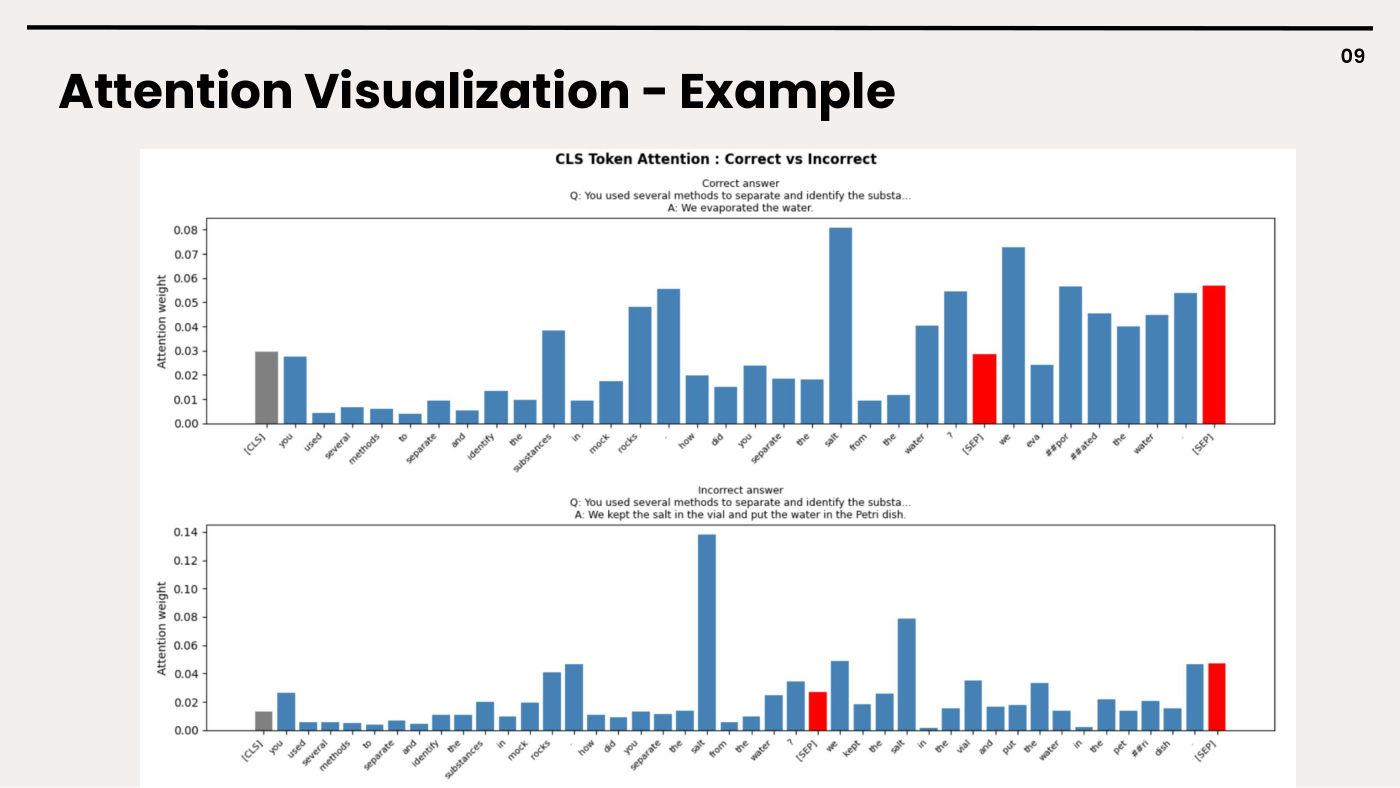 09
Attention Visualization - Example
CLS Token Attention : Correct vs Incorrect
Correct answer
Q: You used several methods to separate and identify the substa...
A: We evaporated the water.
Attention weight
0.08
0.07
0.06
0.05
0.04
0.03
0.02
0.01
0.00
[CLS] you used several methods to separate and identify the substances in mock rocks . how did you separate the salt from the water ? [SEP] we eva ##por ##ated the water . [SEP]
Incorrect answer
Q: You used several methods to separate and identify the substa...
A: We kept the salt in the vial and put the water in the Petri dish.
Attention weight
0.14
0.12
0.10
0.08
0.06
0.04
0.02
0.00
[CLS] you used several methods to separate and identify the substances in mock rocks . how did you separate the salt from the water ? [SEP] we kept the salt in the vial and put the water in the pet ##ri dish . [SEP]